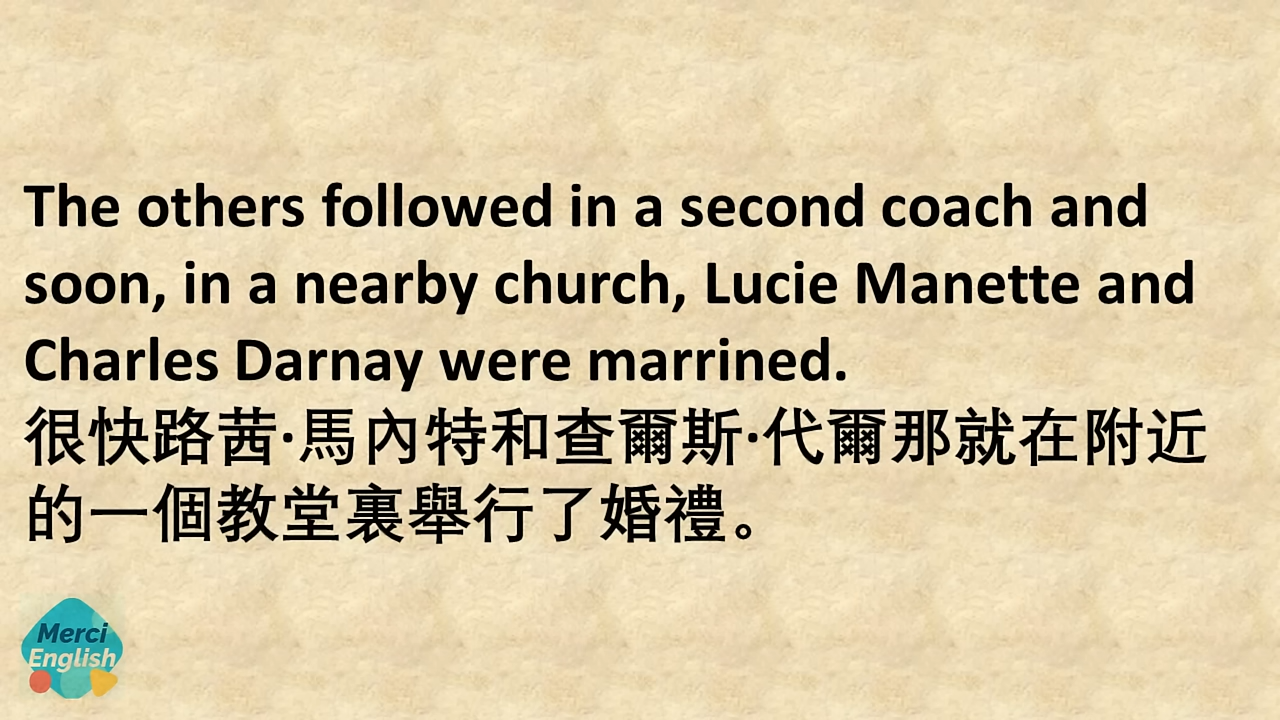 The others followed in a second coach and
soon, in a nearby church, Lucie Manette and
Charles Darnay were marrined.
很快路茜·馬內特和查爾斯·代爾那就在附近
的一個教堂裏舉行了婚禮。
Merci
English